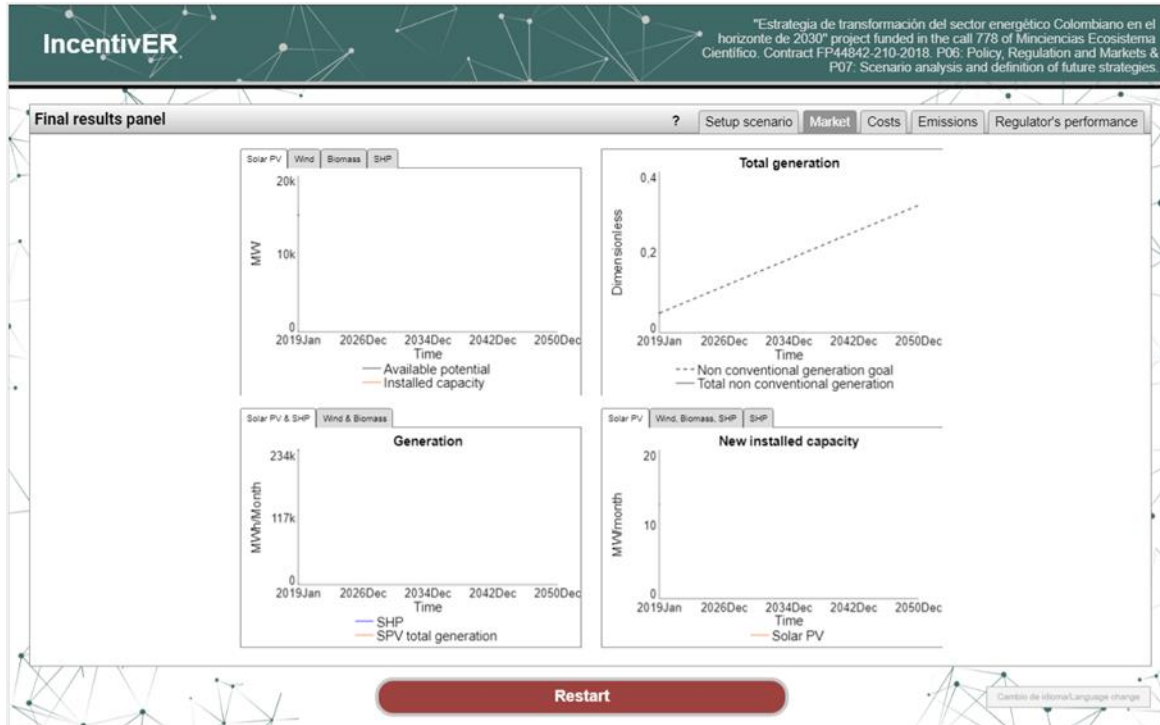 IncentivER
"Estrategia de transformación del sector energético Colombiano en el
horizonte de 2030" project funded in the call 778 of Minciencias Ecosistema
Científico. Contract FP44842-210-2018. P06: Policy, Regulation and Markets &
P07: Scenario analysis and definition of future strategies.
Final results panel
?
Setup scenario
Market
Costs
Emissions
Regulator's performance
Solar PV
Wind
Biomass
SHP
20k
10k
0
MW
2019Jan 2026Dec 2034Dec 2042Dec 2050Dec
Time
Available potential
Installed capacity
Total generation
0,4
0,2
0
Dimensionless
2019Jan 2026Dec 2034Dec 2042Dec 2050Dec
Time
Non conventional generation goal
Total non conventional generation
Solar PV & SHP
Wind & Biomass
Generation
234k
117k
0
MWh/Month
2019Jan 2026Dec 2034Dec 2042Dec 2050Dec
Time
SHP
SPV total generation
Solar PV
Wind, Biomass, SHP
SHP
New installed capacity
20
10
0
MW/month
2019Jan 2026Dec 2034Dec 2042Dec 2050Dec
Time
Solar PV
Restart
Cambio de idioma/Language change